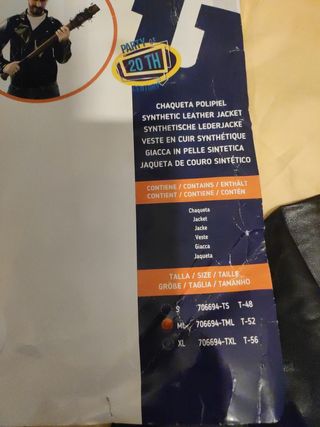 PARTY
20 TH
CENTURY
CHAQUETA POLIPIEL
SYNTHETIC LEATHER JACKET
SYNTHETISCHE LEDERJACKE
VESTE EN CUIR SYNTHÉTIQUE
GIACCA IN PELLE SINTETICA
JAQUETA DE COURO SINTÉTICO
CONTIENE / CONTAINS / ENTHÄLT
CONTIENT / CONTIENE / CONTÉN
Chaqueta
Jacket
Jacke
Veste
Giacca
Jaqueta
TALLA / SIZE / TAILLE
GRÖßE / TAGLIA / TAMANHO
S 706694-TS T-48
ML 706694-TML T-52
XL 706694-TXL T-56